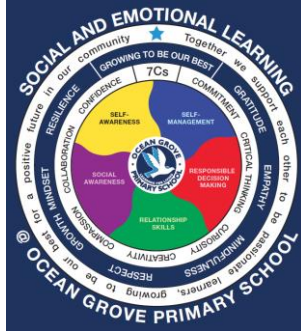 SOCIAL AND EMOTIONAL LEARNING
@ OCEAN GROVE PRIMARY SCHOOL
Together we support each other to be passionate learners, growing to be our best for a positive future in our community
GROWING TO BE OUR BEST
GRATITUDE
EMPATHY
MINDFULNESS
RESPECT
GROWTH MINDSET
RESILIENCE
7Cs
COMMITMENT
CRITICAL THINKING
CURIOSITY
CREATIVITY
COMPASSION
COLLABORATION
CONFIDENCE
SELF-
AWARENESS
SELF-
MANAGEMENT
RESPONSIBLE
DECISION
MAKING
RELATIONSHIP
SKILLS
SOCIAL
AWARENESS
OCEAN GROVE
PRIMARY SCHOOL